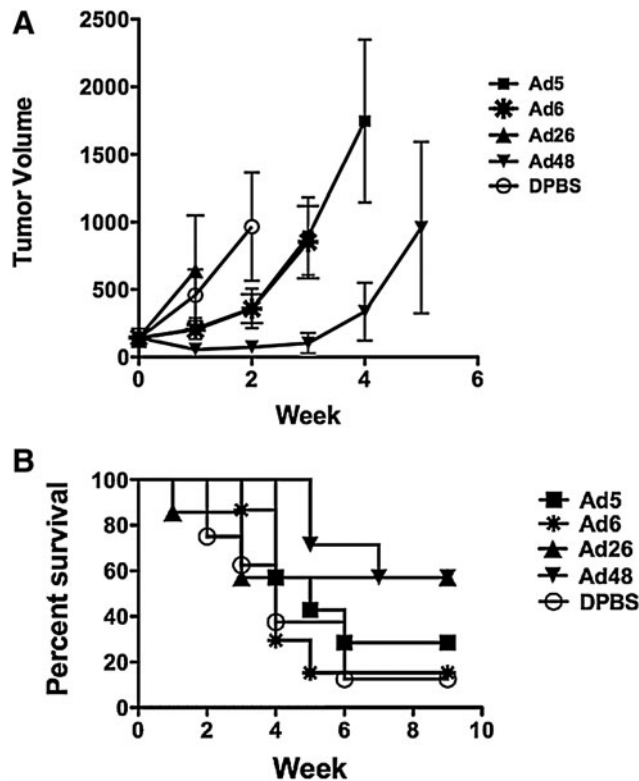 A
2500
2000
1500
1000
500
0
Tumor Volume
0 2 4 6
Week
Ad5
Ad6
Ad26
Ad48
DPBS
B
100
80
60
40
20
0
Percent survival
0 2 4 6 8 10
Week
Ad5
Ad6
Ad26
Ad48
DPBS